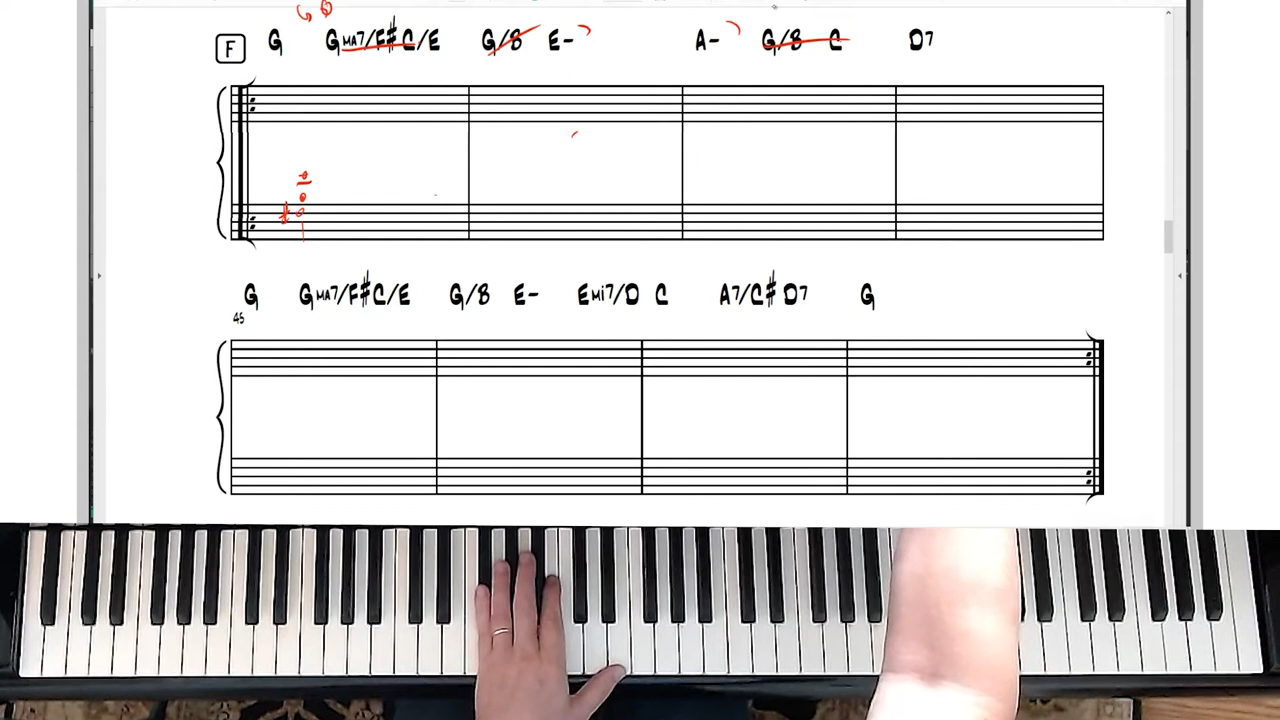 F G GMA7/F# C/E G/B E- A- G/B C D7
G GMA7/F# C/E G/B E- EMI7/D C A7/C# D7 G
45